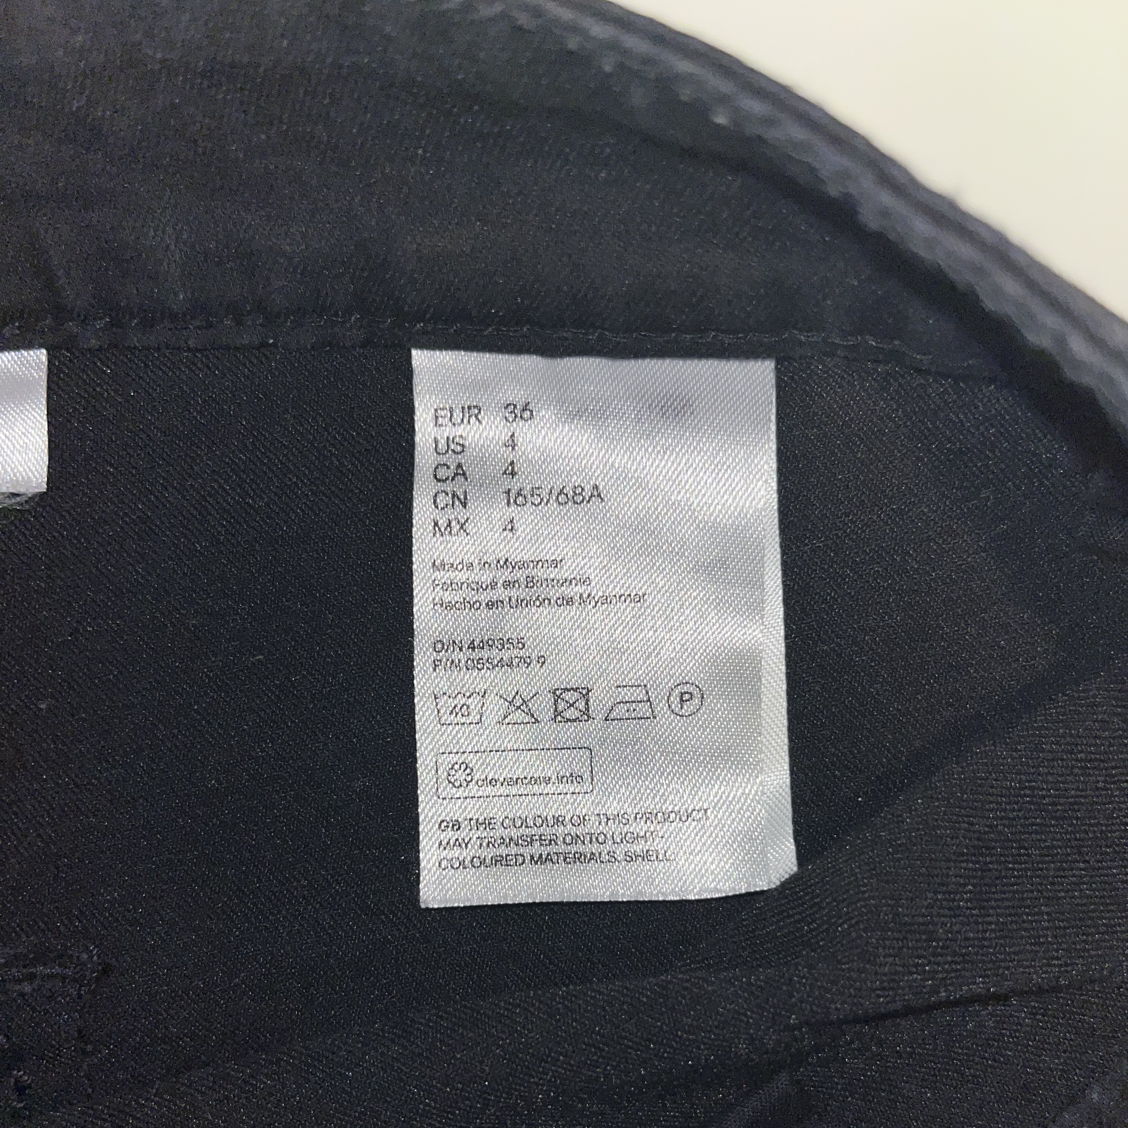 EUR 36
US 4
CA 4
CN 165/68A
MX 4
Made in Myanmar
Fabriqué en Birmanie
Hecho en Unión de Myanmar
O/N 449355
P/N 0554479 9
40
P
clevercare.info
GB THE COLOUR OF THIS PRODUCT
MAY TRANSFER ONTO LIGHT-
COLOURED MATERIALS. SHELL: